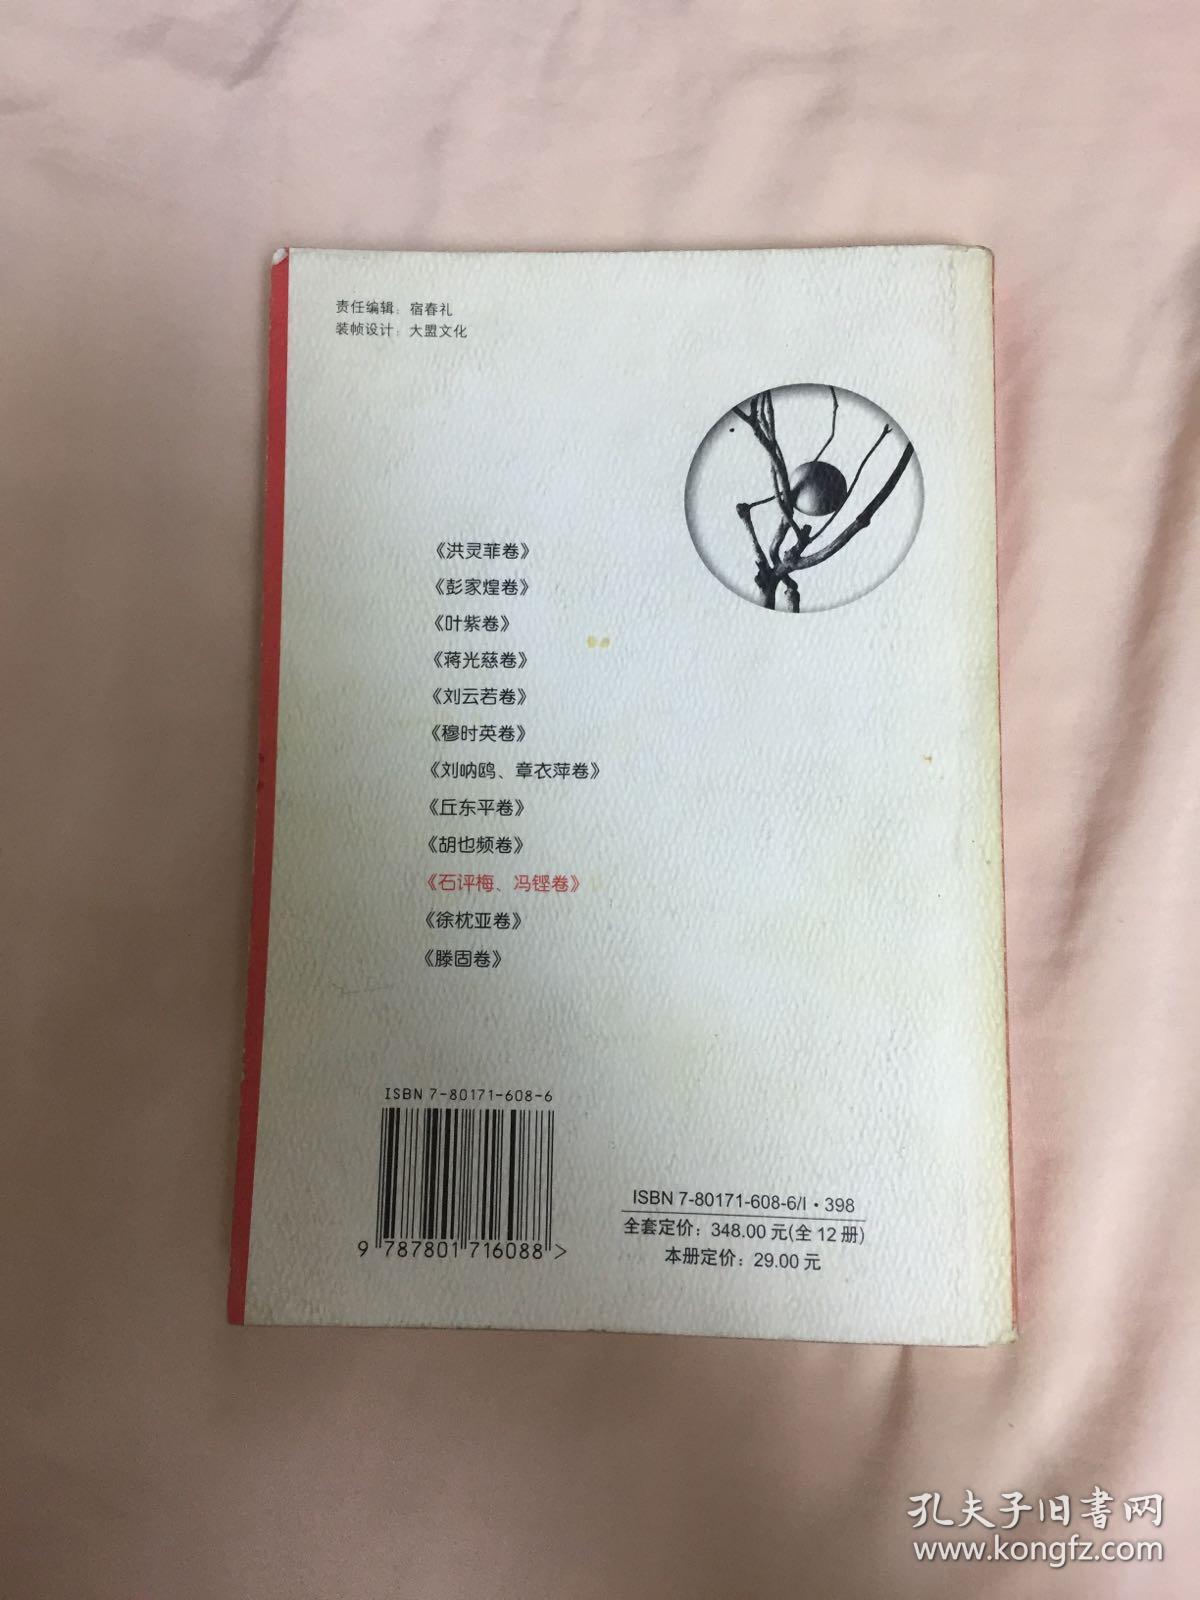 责任编辑：宿春礼
装帧设计：大盟文化
《洪灵菲卷》
《彭家煌卷》
《叶紫卷》
《蒋光慈卷》
《刘云若卷》
《穆时英卷》
《刘呐鸥、章衣萍卷》
《丘东平卷》
《胡也频卷》
《石评梅、冯铿卷》
《徐枕亚卷》
《滕固卷》
ISBN 7-80171-608-6
9 787801 716088 >
ISBN 7-80171-608-6/I·398
全套定价：348.00元(全12册)
本册定价：29.00元
孔夫子旧書网
www.kongfz.com